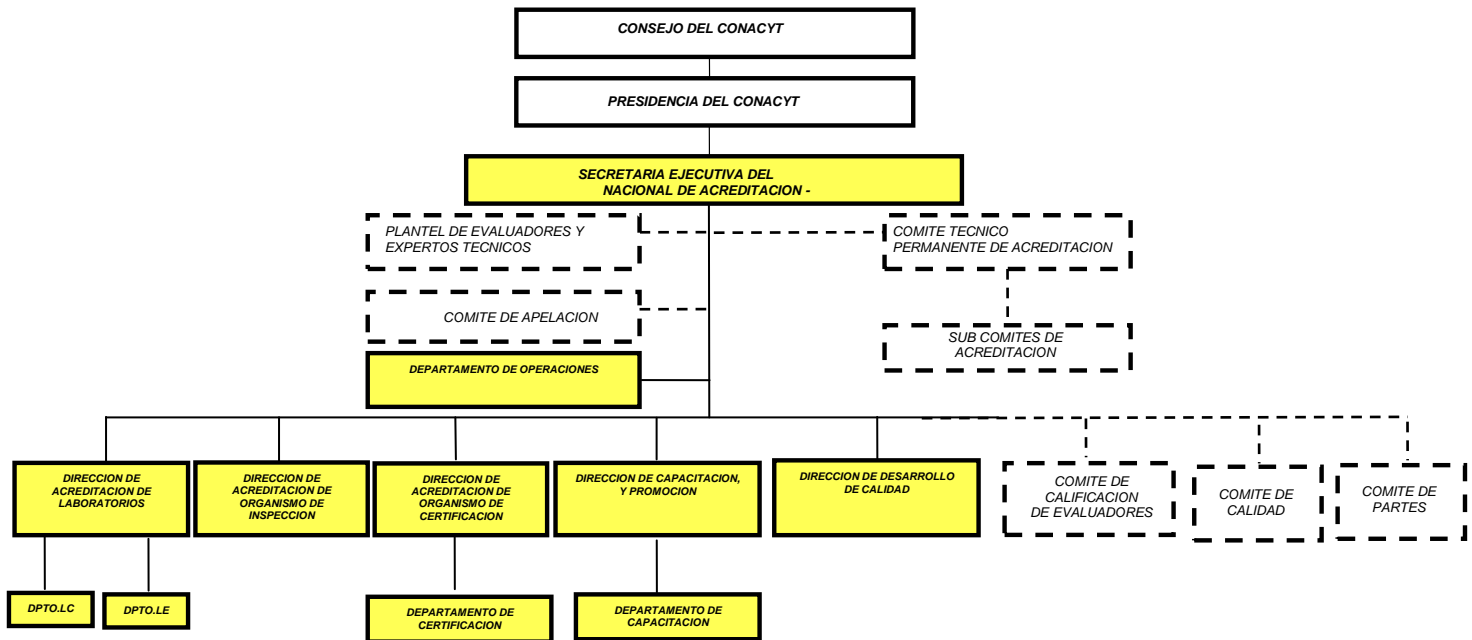 CONSEJO DEL CONACYT
PRESIDENCIA DEL CONACYT
SECRETARIA EJECUTIVA DEL
NACIONAL DE ACREDITACION -
PLANTEL DE EVALUADORES Y
EXPERTOS TECNICOS
COMITE TECNICO
PERMANENTE DE ACREDITACION
COMITE DE APELACION
SUB COMITES DE
ACREDITACION
DEPARTAMENTO DE OPERACIONES
DIRECCION DE
ACREDITACION DE
LABORATORIOS
DIRECCION DE
ACREDITACION DE
ORGANISMO DE
INSPECCION
DIRECCION DE
ACREDITACION DE
ORGANISMO DE
CERTIFICACION
DIRECCION DE CAPACITACION,
Y PROMOCION
DIRECCION DE DESARROLLO
DE CALIDAD
COMITE DE
CALIFICACION
DE EVALUADORES
COMITE DE
CALIDAD
COMITE DE
PARTES
DPTO.LC
DPTO.LE
DEPARTAMENTO DE
CERTIFICACION
DEPARTAMENTO DE
CAPACITACION